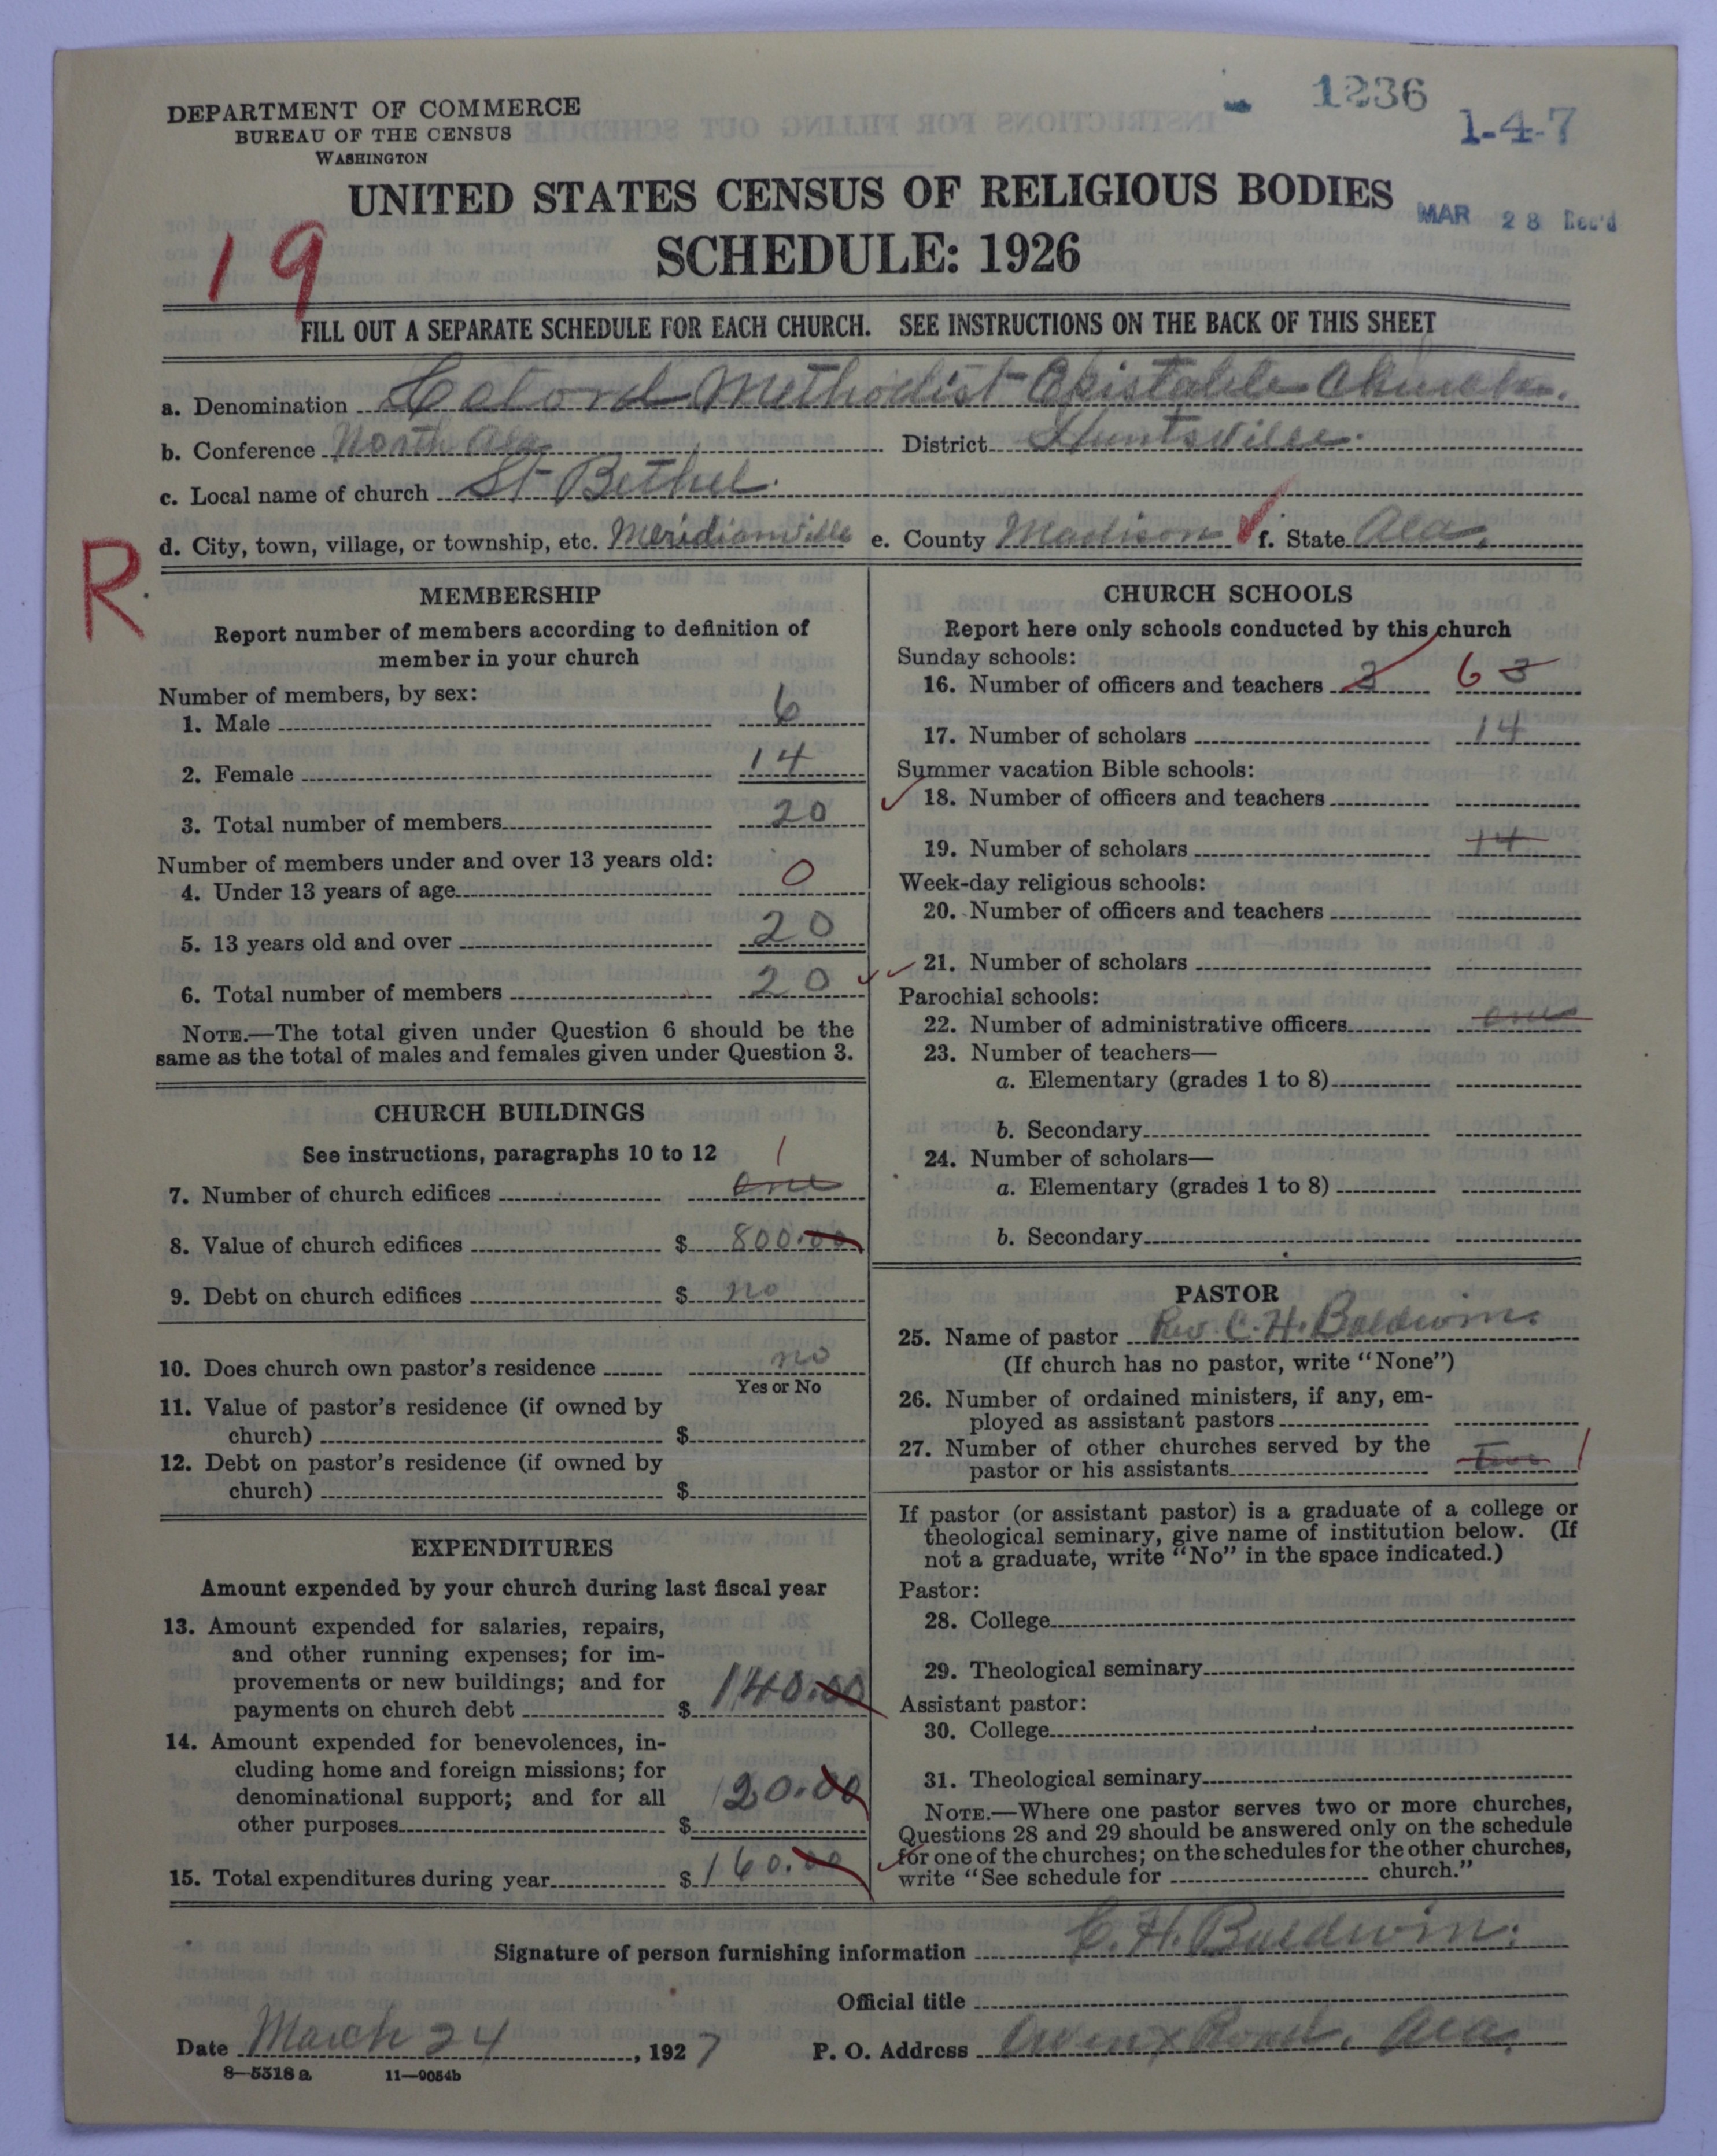 1236
1-4-7
DEPARTMENT OF COMMERCE
BUREAU OF THE CENSUS
WASHINGTON
UNITED STATES CENSUS OF RELIGIOUS BODIES
MAR 28 Rec'd
SCHEDULE: 1926
19
FILL OUT A SEPARATE SCHEDULE FOR EACH CHURCH. SEE INSTRUCTIONS ON THE BACK OF THIS SHEET
a. Denomination Colord Methodist Church.
b. Conference North Ala District Huntsville.
c. Local name of church St Bethel.
d. City, town, village, or township, etc. Meridianville e. County Madison f. State Ala.
R.
MEMBERSHIP
Report number of members according to definition of
member in your church
Number of members, by sex:
1. Male 6
2. Female 14
3. Total number of members 20
Number of members under and over 13 years old:
4. Under 13 years of age 0
5. 13 years old and over 20
6. Total number of members 20
NOTE.—The total given under Question 6 should be the
same as the total of males and females given under Question 3.
CHURCH BUILDINGS
See instructions, paragraphs 10 to 12
1
7. Number of church edifices one
8. Value of church edifices $ 800.00
9. Debt on church edifices $ no
10. Does church own pastor's residence no
Yes or No
11. Value of pastor's residence (if owned by
church) $
12. Debt on pastor's residence (if owned by
church) $
EXPENDITURES
Amount expended by your church during last fiscal year
13. Amount expended for salaries, repairs,
and other running expenses; for im-
provements or new buildings; and for
payments on church debt $ 140.00
14. Amount expended for benevolences, in-
cluding home and foreign missions; for
denominational support; and for all
other purposes $ 20.00
15. Total expenditures during year $ 160.00
CHURCH SCHOOLS
Report here only schools conducted by this church
Sunday schools:
16. Number of officers and teachers 3 6 3
17. Number of scholars 14
Summer vacation Bible schools:
18. Number of officers and teachers
19. Number of scholars 14
Week-day religious schools:
20. Number of officers and teachers
21. Number of scholars
Parochial schools:
22. Number of administrative officers one
23. Number of teachers—
a. Elementary (grades 1 to 8)
b. Secondary
24. Number of scholars—
a. Elementary (grades 1 to 8)
b. Secondary
PASTOR
25. Name of pastor Rev. C. H. Baldwin.
(If church has no pastor, write "None")
26. Number of ordained ministers, if any, em-
ployed as assistant pastors
27. Number of other churches served by the
pastor or his assistants 1
If pastor (or assistant pastor) is a graduate of a college or
theological seminary, give name of institution below. (If
not a graduate, write "No" in the space indicated.)
Pastor:
28. College
29. Theological seminary
Assistant pastor:
30. College
31. Theological seminary
NOTE.—Where one pastor serves two or more churches,
Questions 28 and 29 should be answered only on the schedule
for one of the churches; on the schedules for the other churches,
write "See schedule for church."
Signature of person furnishing information C. H. Baldwin.
Official title
Date March 24, 1927 P. O. Address Road, Ala.
8—5318a 11—9054b